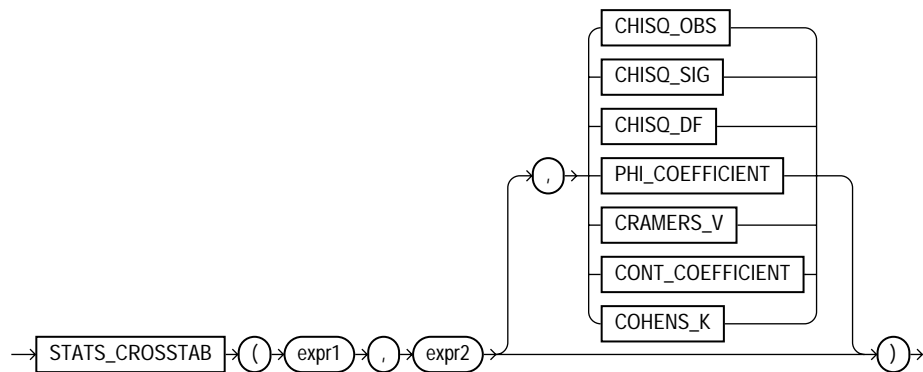 CHISQ_OBS
CHISQ_SIG
CHISQ_DF
, PHI_COEFFICIENT
CRAMERS_V
CONT_COEFFICIENT
COHENS_K
STATS_CROSSTAB ( expr1 , expr2 )